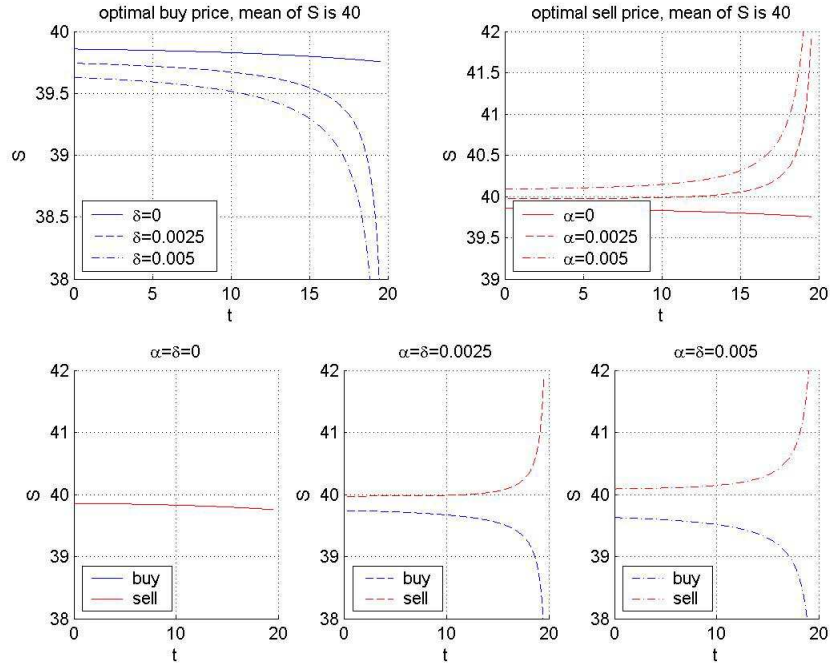 optimal buy price, mean of S is 40
40
39.5
39
38.5
38
S
δ=0
δ=0.0025
δ=0.005
0 5 10 15 20
t
optimal sell price, mean of S is 40
42
41.5
41
40.5
40
39.5
39
S
α=0
α=0.0025
α=0.005
0 5 10 15 20
t
α=δ=0
42
41
40
39
38
S
buy
sell
0 10 20
t
α=δ=0.0025
42
41
40
39
38
S
buy
sell
0 10 20
t
α=δ=0.005
42
41
40
39
38
S
buy
sell
0 10 20
t